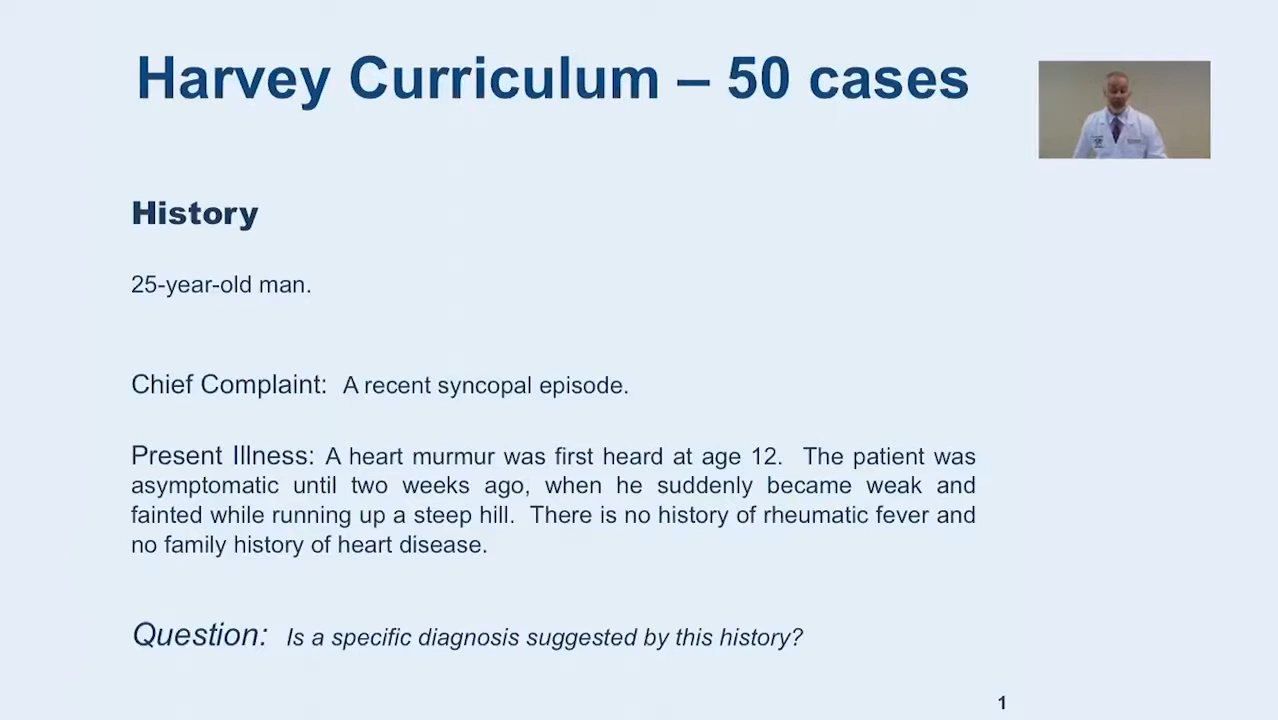 Harvey Curriculum – 50 cases
History
25-year-old man.
Chief Complaint: A recent syncopal episode.
Present Illness: A heart murmur was first heard at age 12. The patient was
asymptomatic until two weeks ago, when he suddenly became weak and
fainted while running up a steep hill. There is no history of rheumatic fever and
no family history of heart disease.
Question: Is a specific diagnosis suggested by this history?
1